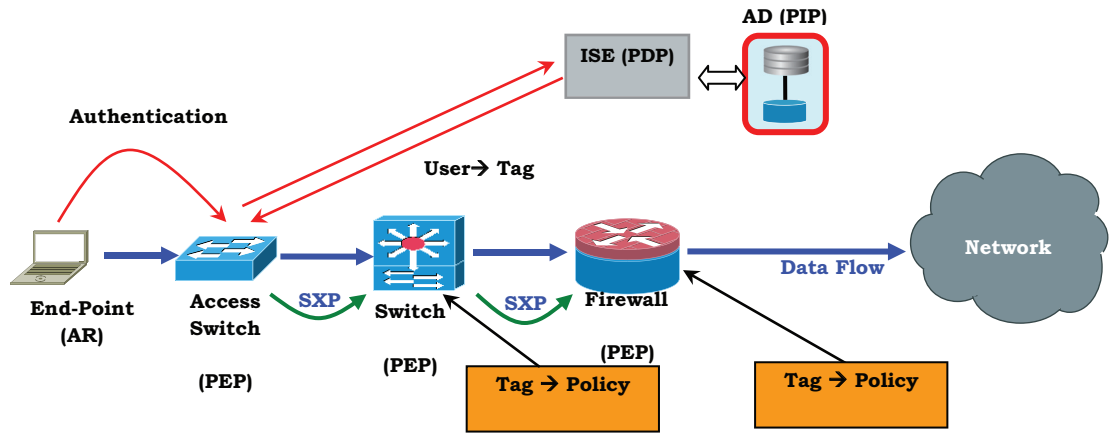 AD (PIP)
ISE (PDP)
Authentication
User→ Tag
Network
Data Flow
SXP
SXP
End-Point
(AR)
Access
Switch
(PEP)
Switch
(PEP)
Firewall
(PEP)
Tag → Policy
Tag → Policy